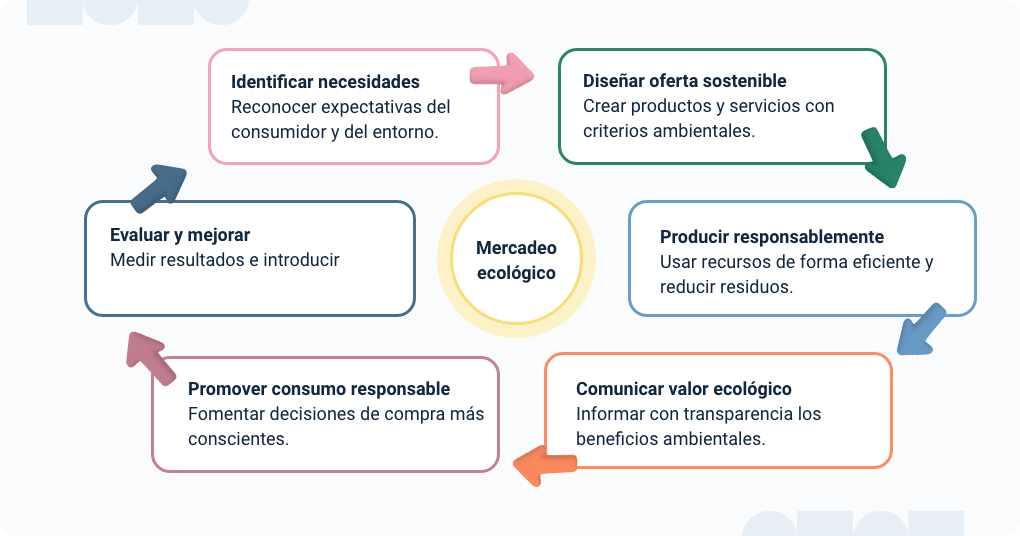 Identificar necesidades
Reconocer expectativas del
consumidor y del entorno.
Diseñar oferta sostenible
Crear productos y servicios con
criterios ambientales.
Producir responsablemente
Usar recursos de forma eficiente y
reducir residuos.
Comunicar valor ecológico
Informar con transparencia los
beneficios ambientales.
Promover consumo responsable
Fomentar decisiones de compra más
conscientes.
Evaluar y mejorar
Medir resultados e introducir
Mercadeo
ecológico